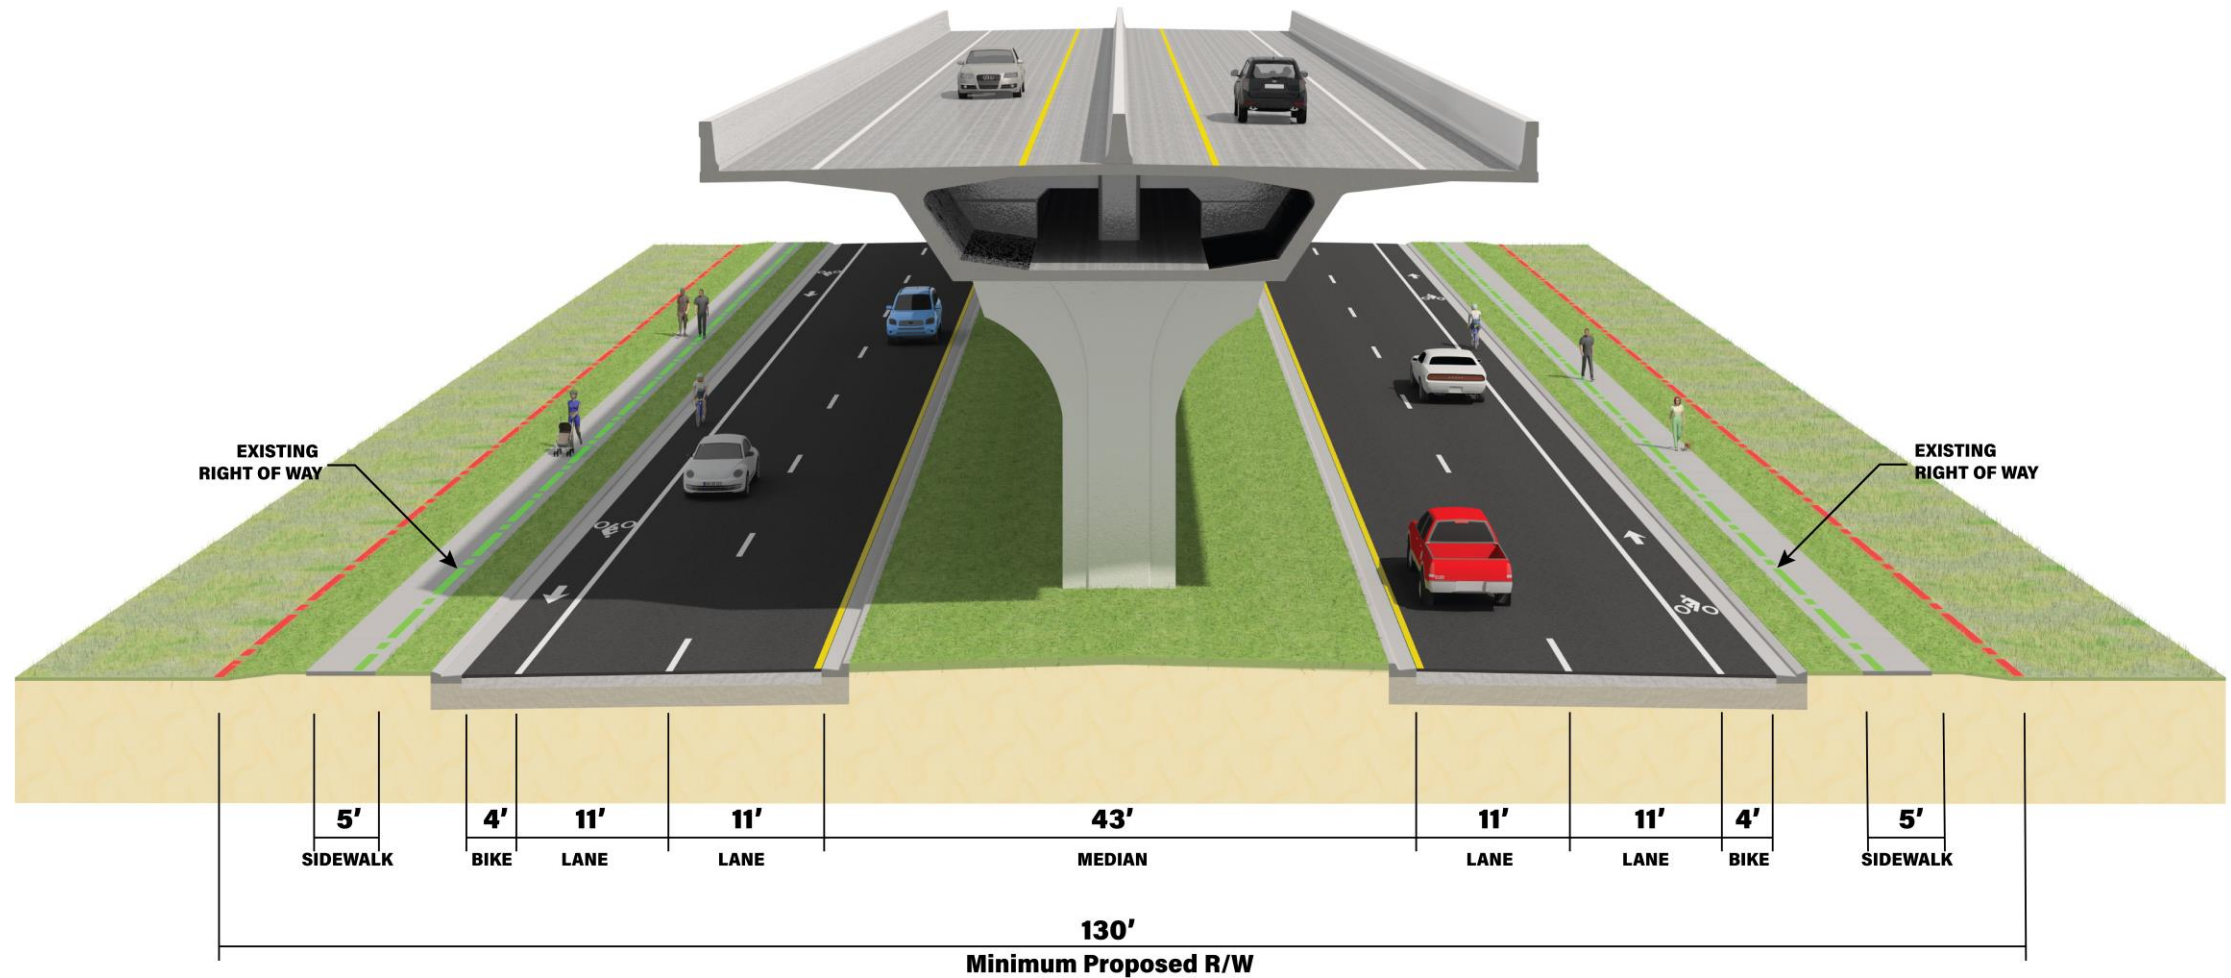 EXISTING
RIGHT OF WAY
EXISTING
RIGHT OF WAY
5′ 4′ 11′ 11′ 43′ 11′ 11′ 4′ 5′
SIDEWALK BIKE LANE LANE MEDIAN LANE LANE BIKE SIDEWALK
130′
Minimum Proposed R/W